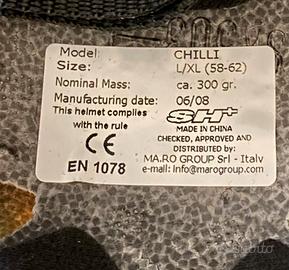 Model: CHILLI
Size: L/XL (58-62)
Nominal Mass: ca. 300 gr.
Manufacturing date: 06/08
This helmet complies
with the rule
CE
EN 1078
SH+
MADE IN CHINA
CHECKED, APPROVED AND
DISTRIBUTED BY:
MA.RO GROUP Srl - Italy
e-mail: info@marogroup.com
subito